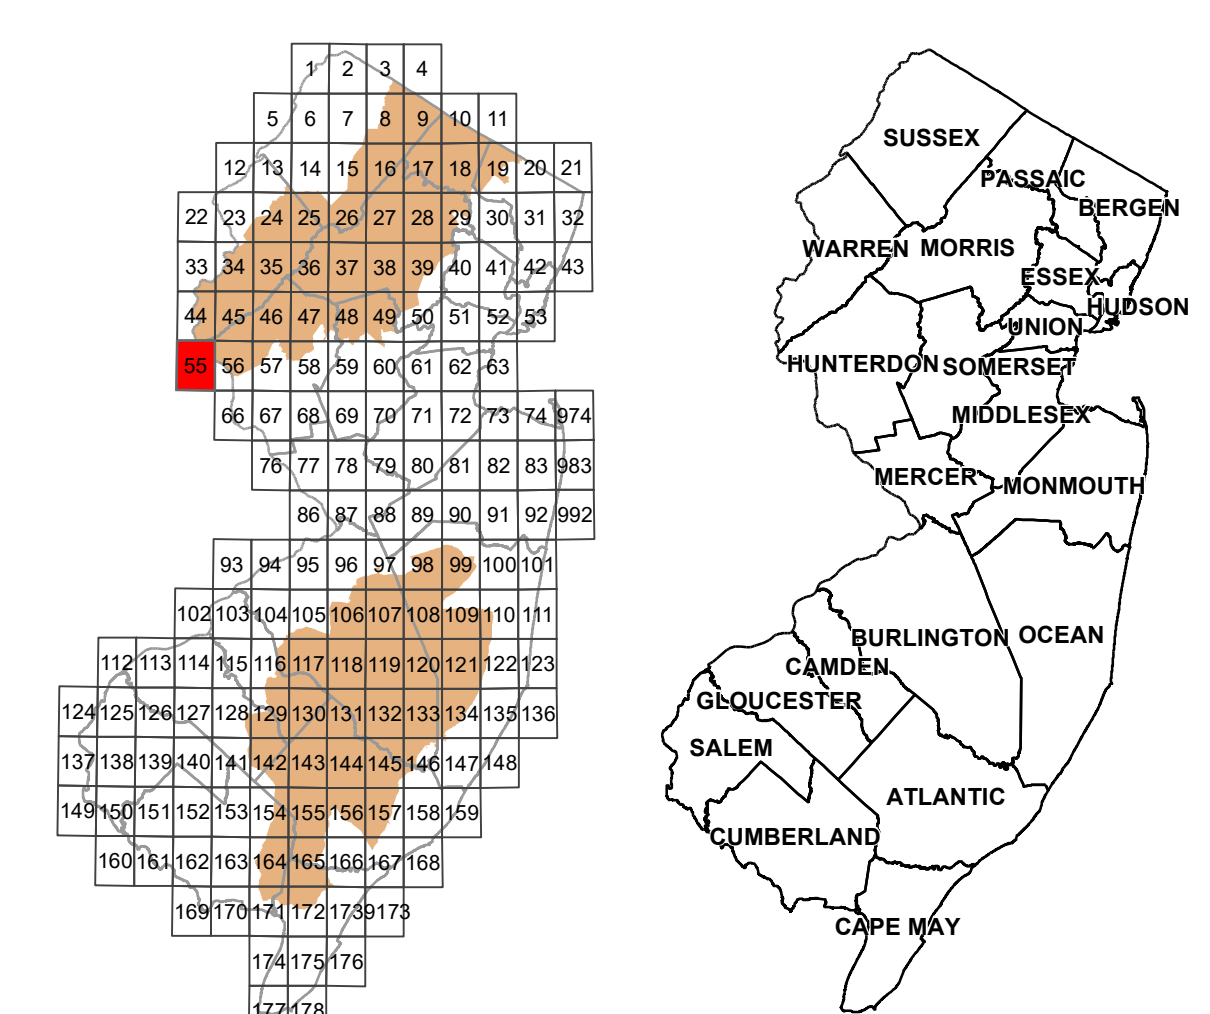 1 2 3 4
5 6 7 8 9 10 11
12 13 14 15 16 17 18 19 20 21
22 23 24 25 26 27 28 29 30 31 32
33 34 35 36 37 38 39 40 41 42 43
44 45 46 47 48 49 50 51 52 53
55 56 57 58 59 60 61 62 63
66 67 68 69 70 71 72 73 74 974
76 77 78 79 80 81 82 83 983
86 87 88 89 90 91 92 992
93 94 95 96 97 98 99 100 101
102 103 104 105 106 107 108 109 110 111
112 113 114 115 116 117 118 119 120 121 122 123
124 125 126 127 128 129 130 131 132 133 134 135 136
137 138 139 140 141 142 143 144 145 146 147 148
149 150 151 152 153 154 155 156 157 158 159
160 161 162 163 164 165 166 167 168
169 170 171 172 173 9173
174 175 176
177 178
SUSSEX
PASSAIC
BERGEN
WARREN MORRIS
ESSEX
HUDSON
UNION
HUNTERDON SOMERSET
MIDDLESEX
MERCER MONMOUTH
BURLINGTON OCEAN
CAMDEN
GLOUCESTER
SALEM
ATLANTIC
CUMBERLAND
CAPE MAY